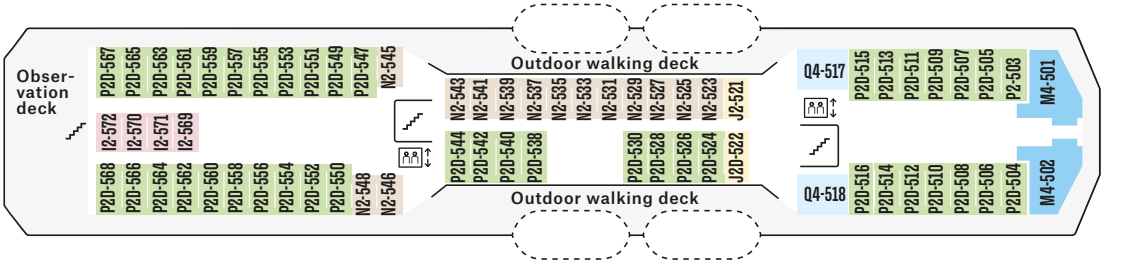 Obser-
vation
deck
P2D-567
P2D-565
P2D-563
P2D-561
P2D-559
P2D-557
P2D-555
P2D-553
P2D-551
P2D-549
P2D-547
N2-545
I2-572
I2-570
I2-571
I2-569
P2D-568
P2D-566
P2D-564
P2D-562
P2D-560
P2D-558
P2D-556
P2D-554
P2D-552
P2D-550
N2-548
N2-546
Outdoor walking deck
N2-543
N2-541
N2-539
N2-537
N2-535
N2-533
N2-531
N2-529
N2-527
N2-525
N2-523
J2-521
P2D-544
P2D-542
P2D-540
P2D-538
P2D-530
P2D-528
P2D-526
P2D-524
J2D-522
Outdoor walking deck
Q4-517
P2D-515
P2D-513
P2D-511
P2D-509
P2D-507
P2D-505
P2-503
M4-501
Q4-518
P2D-516
P2D-514
P2D-512
P2D-510
P2D-508
P2D-506
P2D-504
M4-502